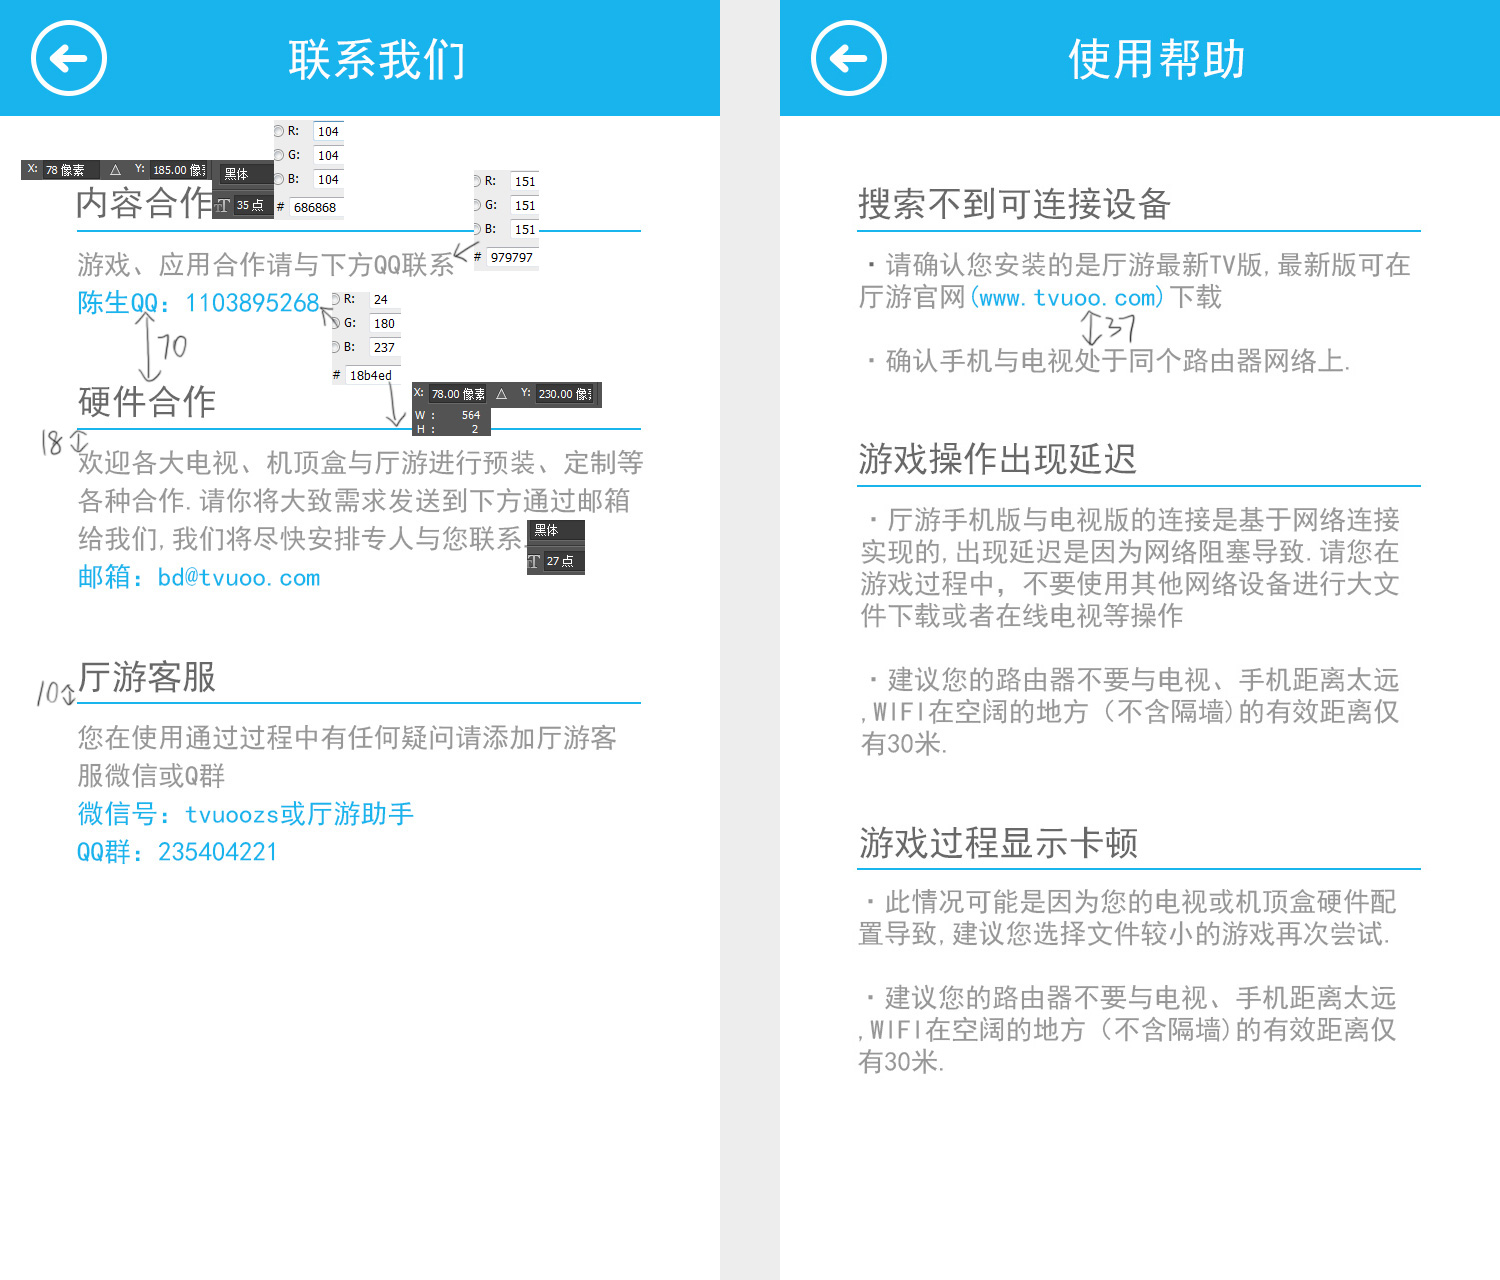 联系我们
R: 104
G: 104
B: 104
# 686868
X: 78 像素 △ Y: 185.00 像素
黑体
T 35 点
内容合作
R: 151
G: 151
B: 151
# 979797
游戏、应用合作请与下方QQ联系
陈生QQ：1103895268
R: 24
G: 180
B: 237
# 18b4ed
70
硬件合作
X: 78.00 像素 △ Y: 230.00 像素
W : 564
H : 2
18
欢迎各大电视、机顶盒与厅游进行预装、定制等
各种合作.请你将大致需求发送到下方通过邮箱
给我们,我们将尽快安排专人与您联系.
黑体
T 27 点
邮箱：bd@tvuoo.com
厅游客服
10
您在使用通过过程中有任何疑问请添加厅游客
服微信或Q群
微信号：tvuoozs或厅游助手
QQ群：235404221
使用帮助
搜索不到可连接设备
·请确认您安装的是厅游最新TV版,最新版可在
厅游官网(www.tvuoo.com)下载
37
·确认手机与电视处于同个路由器网络上.
游戏操作出现延迟
·厅游手机版与电视版的连接是基于网络连接
实现的,出现延迟是因为网络阻塞导致.请您在
游戏过程中，不要使用其他网络设备进行大文
件下载或者在线电视等操作
·建议您的路由器不要与电视、手机距离太远
,WIFI在空阔的地方（不含隔墙)的有效距离仅
有30米.
游戏过程显示卡顿
·此情况可能是因为您的电视或机顶盒硬件配
置导致,建议您选择文件较小的游戏再次尝试.
·建议您的路由器不要与电视、手机距离太远
,WIFI在空阔的地方（不含隔墙)的有效距离仅
有30米.